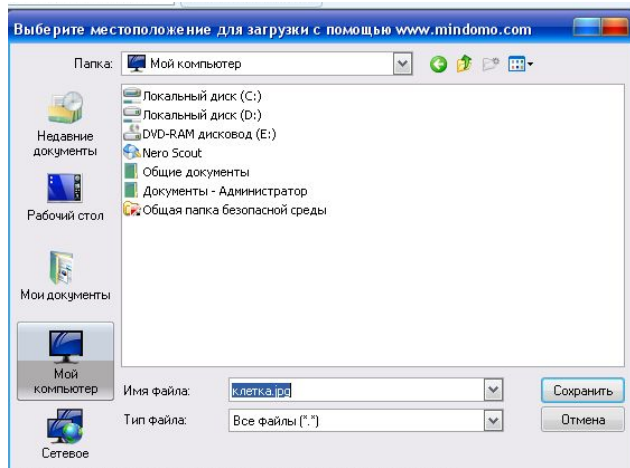 Выберите местоположение для загрузки с помощью www.mindomo.com
Папка:
Мой компьютер
Недавние
документы
Рабочий стол
Мои документы
Мой
компьютер
Сетевое
Локальный диск (C:)
Локальный диск (D:)
DVD-RAM дисковод (E:)
Nero Scout
Общие документы
Документы - Администратор
Общая папка безопасной среды
Имя файла:
клетка.jpg
Сохранить
Тип файла:
Все файлы (*.*)
Отмена